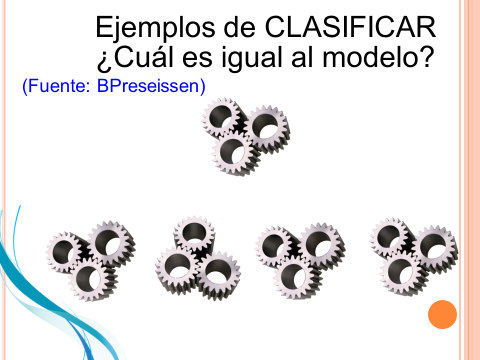 Ejemplos de CLASIFICAR
¿Cuál es igual al modelo?
(Fuente: BPreseissen)